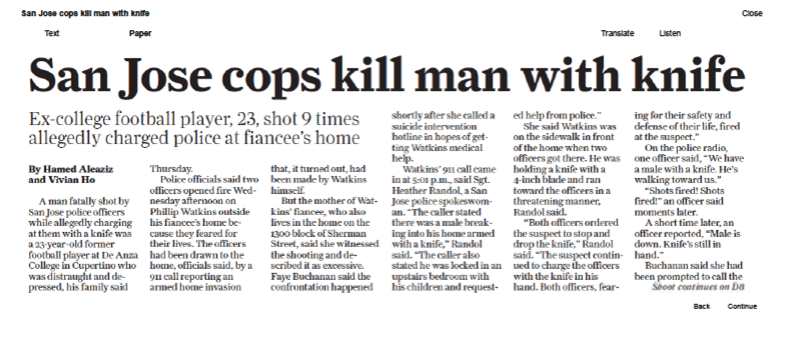 San Jose cops kill man with knife
Close
Text
Paper
Translate
Listen
San Jose cops kill man with knife
Ex-college football player, 23, shot 9 times
allegedly charged police at fiancee's home
By Hamed Aleaziz
and Vivian Ho
A man fatally shot by
San Jose police officers
while allegedly charging
at them with a knife was
a 23-year-old former
football player at De Anza
College in Cupertino who
was distraught and de-
pressed, his family said
Thursday.
Police officials said two
officers opened fire Wed-
nesday afternoon on
Phillip Watkins outside
his fiancee's home be-
cause they feared for
their lives. The officers
had been drawn to the
home, officials said, by a
911 call reporting an
armed home invasion
that, it turned out, had
been made by Watkins
himself.
But the mother of Wat-
kins' fiancee, who also
lives in the home on the
1300 block of Sherman
Street, said she witnessed
the shooting and de-
scribed it as excessive.
Faye Buchanan said the
confrontation happened
shortly after she called a
suicide intervention
hotline in hopes of get-
ting Watkins medical
help.
Watkins' 911 call came
in at 5:01 p.m., said Sgt.
Heather Randol, a San
Jose police spokeswom-
an. "The caller stated
there was a male break-
ing into his home armed
with a knife," Randol
said. "The caller also
stated he was locked in an
upstairs bedroom with
his children and request-
ed help from police."
She said Watkins was
on the sidewalk in front
of the home when two
officers got there. He was
holding a knife with a
4-inch blade and ran
toward the officers in a
threatening manner,
Randol said.
"Both officers ordered
the suspect to stop and
drop the knife," Randol
said. "The suspect contin-
ued to charge the officers
with the knife in his
hand. Both officers, fear-
ing for their safety and
defense of their life, fired
at the suspect."
On the police radio,
one officer said, "We have
a male with a knife. He's
walking toward us."
"Shots fired! Shots
fired!" an officer said
moments later.
A short time later, an
officer reported, "Male is
down. Knife's still in
hand."
Buchanan said she had
been prompted to call the
Shoot continues on D8
Back
Continue